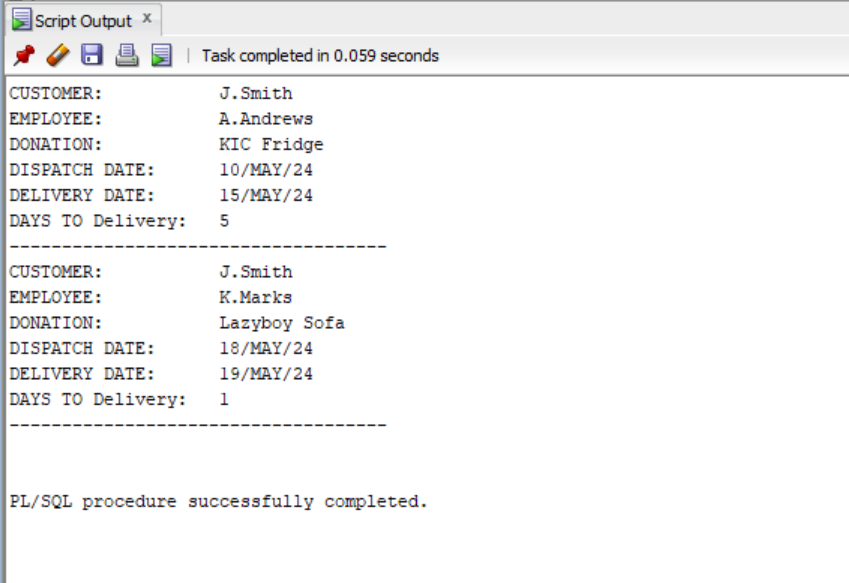 Script Output x
Task completed in 0.059 seconds
CUSTOMER: J.Smith
EMPLOYEE: A.Andrews
DONATION: KIC Fridge
DISPATCH DATE: 10/MAY/24
DELIVERY DATE: 15/MAY/24
DAYS TO Delivery: 5
------------------------------------
CUSTOMER: J.Smith
EMPLOYEE: K.Marks
DONATION: Lazyboy Sofa
DISPATCH DATE: 18/MAY/24
DELIVERY DATE: 19/MAY/24
DAYS TO Delivery: 1
------------------------------------
PL/SQL procedure successfully completed.